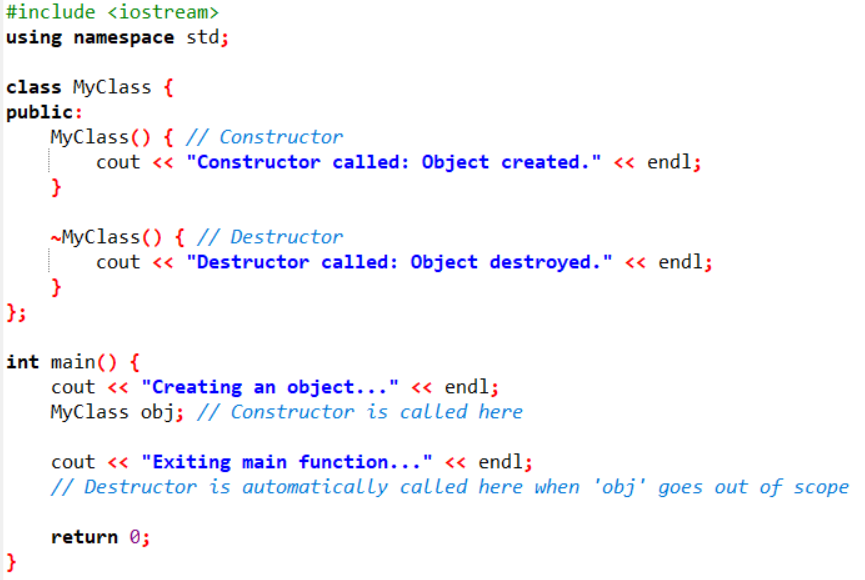 #include <iostream>
using namespace std;
class MyClass {
public:
MyClass() { // Constructor
cout << "Constructor called: Object created." << endl;
}
~MyClass() { // Destructor
cout << "Destructor called: Object destroyed." << endl;
}
};
int main() {
cout << "Creating an object..." << endl;
MyClass obj; // Constructor is called here
cout << "Exiting main function..." << endl;
// Destructor is automatically called here when 'obj' goes out of scope
return 0;
}